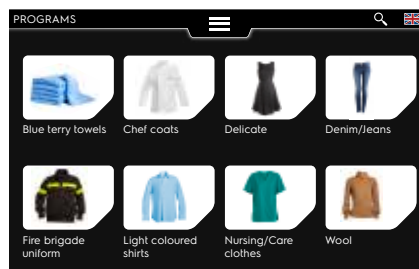 PROGRAMS
Blue terry towels
Chef coats
Delicate
Denim/Jeans
Fire brigade
uniform
Light coloured
shirts
Nursing/Care
clothes
Wool